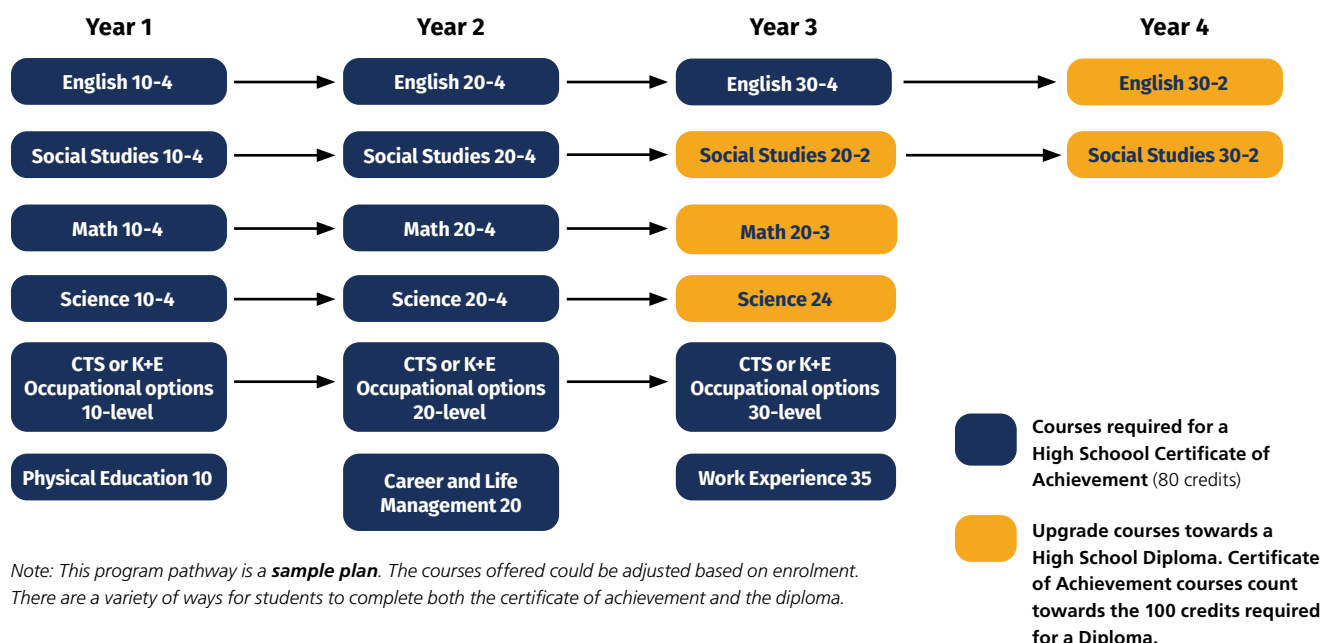 Year 1
Year 2
Year 3
Year 4
English 10-4
English 20-4
English 30-4
English 30-2
Social Studies 10-4
Social Studies 20-4
Social Studies 20-2
Social Studies 30-2
Math 10-4
Math 20-4
Math 20-3
Science 10-4
Science 20-4
Science 24
CTS or K+E
Occupational options
10-level
CTS or K+E
Occupational options
20-level
CTS or K+E
Occupational options
30-level
Physical Education 10
Career and Life
Management 20
Work Experience 35
Courses required for a
High Schoool Certificate of
Achievement (80 credits)
Upgrade courses towards a
High School Diploma. Certificate
of Achievement courses count
towards the 100 credits required
for a Diploma.
Note: This program pathway is a sample plan. The courses offered could be adjusted based on enrolment.
There are a variety of ways for students to complete both the certificate of achievement and the diploma.